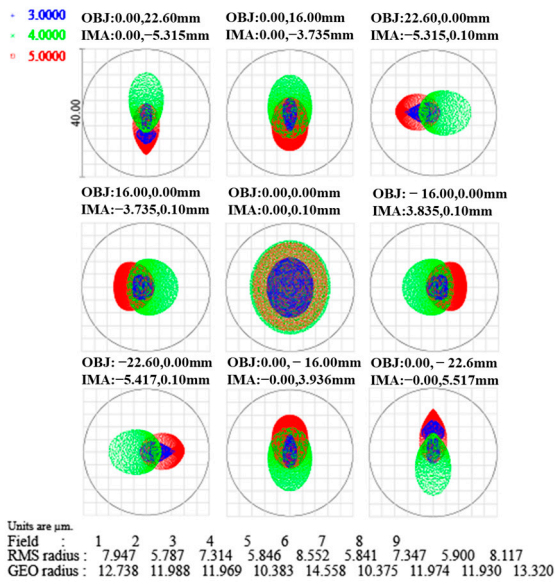 3.0000
4.0000
5.0000
OBJ:0.00,22.60mm
IMA:0.00,−5.315mm
OBJ:0.00,16.00mm
IMA:0.00,−3.735mm
OBJ:22.60,0.00mm
IMA:−5.315,0.10mm
40.00
OBJ:16.00,0.00mm
IMA:−3.735,0.10mm
OBJ:0.00,0.00mm
IMA:0.00,0.10mm
OBJ:−16.00,0.00mm
IMA:3.835,0.10mm
OBJ:−22.60,0.00mm
IMA:−5.417,0.10mm
OBJ:0.00,−16.00mm
IMA:−0.00,3.936mm
OBJ:0.00,−22.6mm
IMA:−0.00,5.517mm
Units are µm.
Field : 1 2 3 4 5 6 7 8 9
RMS radius : 7.947 5.787 7.314 5.846 8.552 5.841 7.347 5.900 8.117
GEO radius : 12.738 11.988 11.969 10.383 14.558 10.375 11.974 11.930 13.320